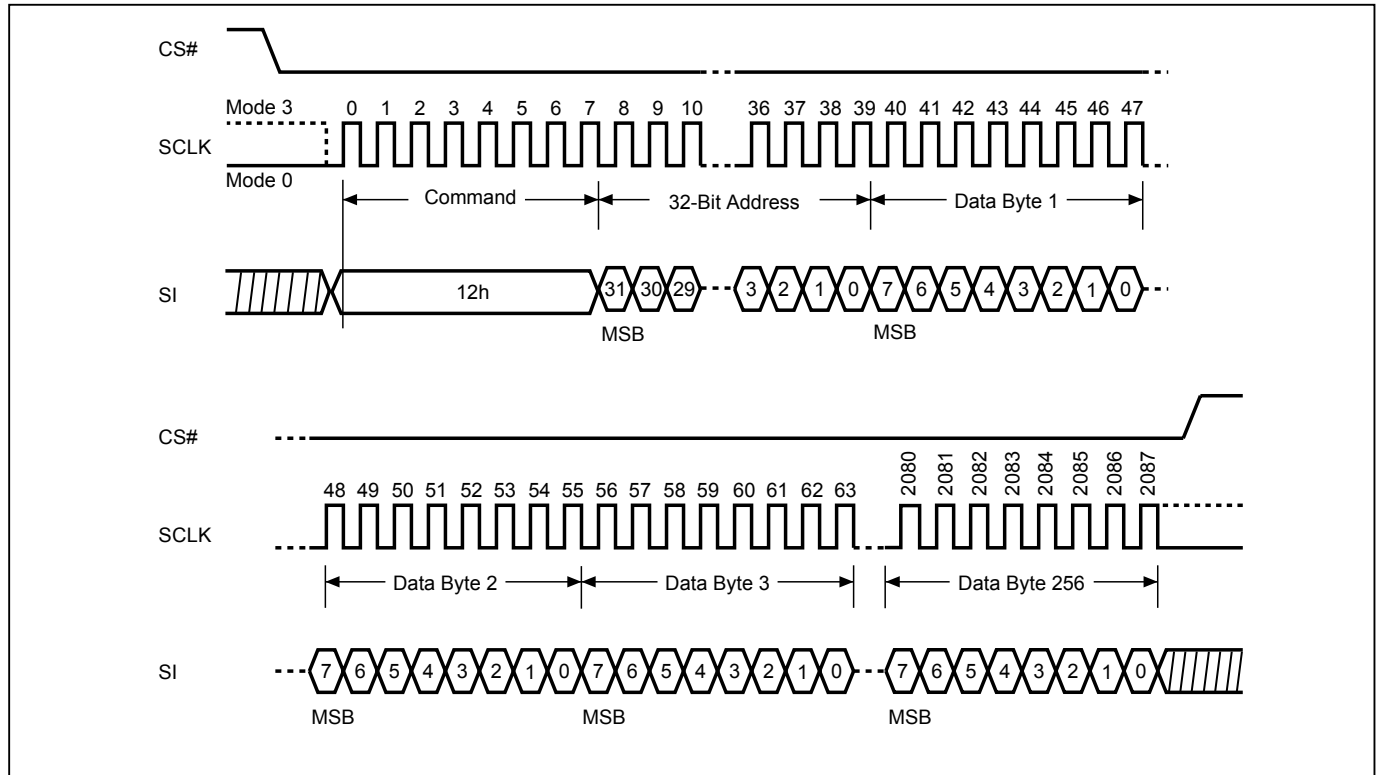 CS#
Mode 3
0 1 2 3 4 5 6 7 8 9 10 36 37 38 39 40 41 42 43 44 45 46 47
SCLK
Mode 0
Command 32-Bit Address Data Byte 1
SI 12h 31 30 29 3 2 1 0 7 6 5 4 3 2 1 0
MSB MSB
CS#
48 49 50 51 52 53 54 55 56 57 58 59 60 61 62 63 2080 2081 2082 2083 2084 2085 2086 2087
SCLK
Data Byte 2 Data Byte 3 Data Byte 256
SI 7 6 5 4 3 2 1 0 7 6 5 4 3 2 1 0 7 6 5 4 3 2 1 0
MSB MSB MSB